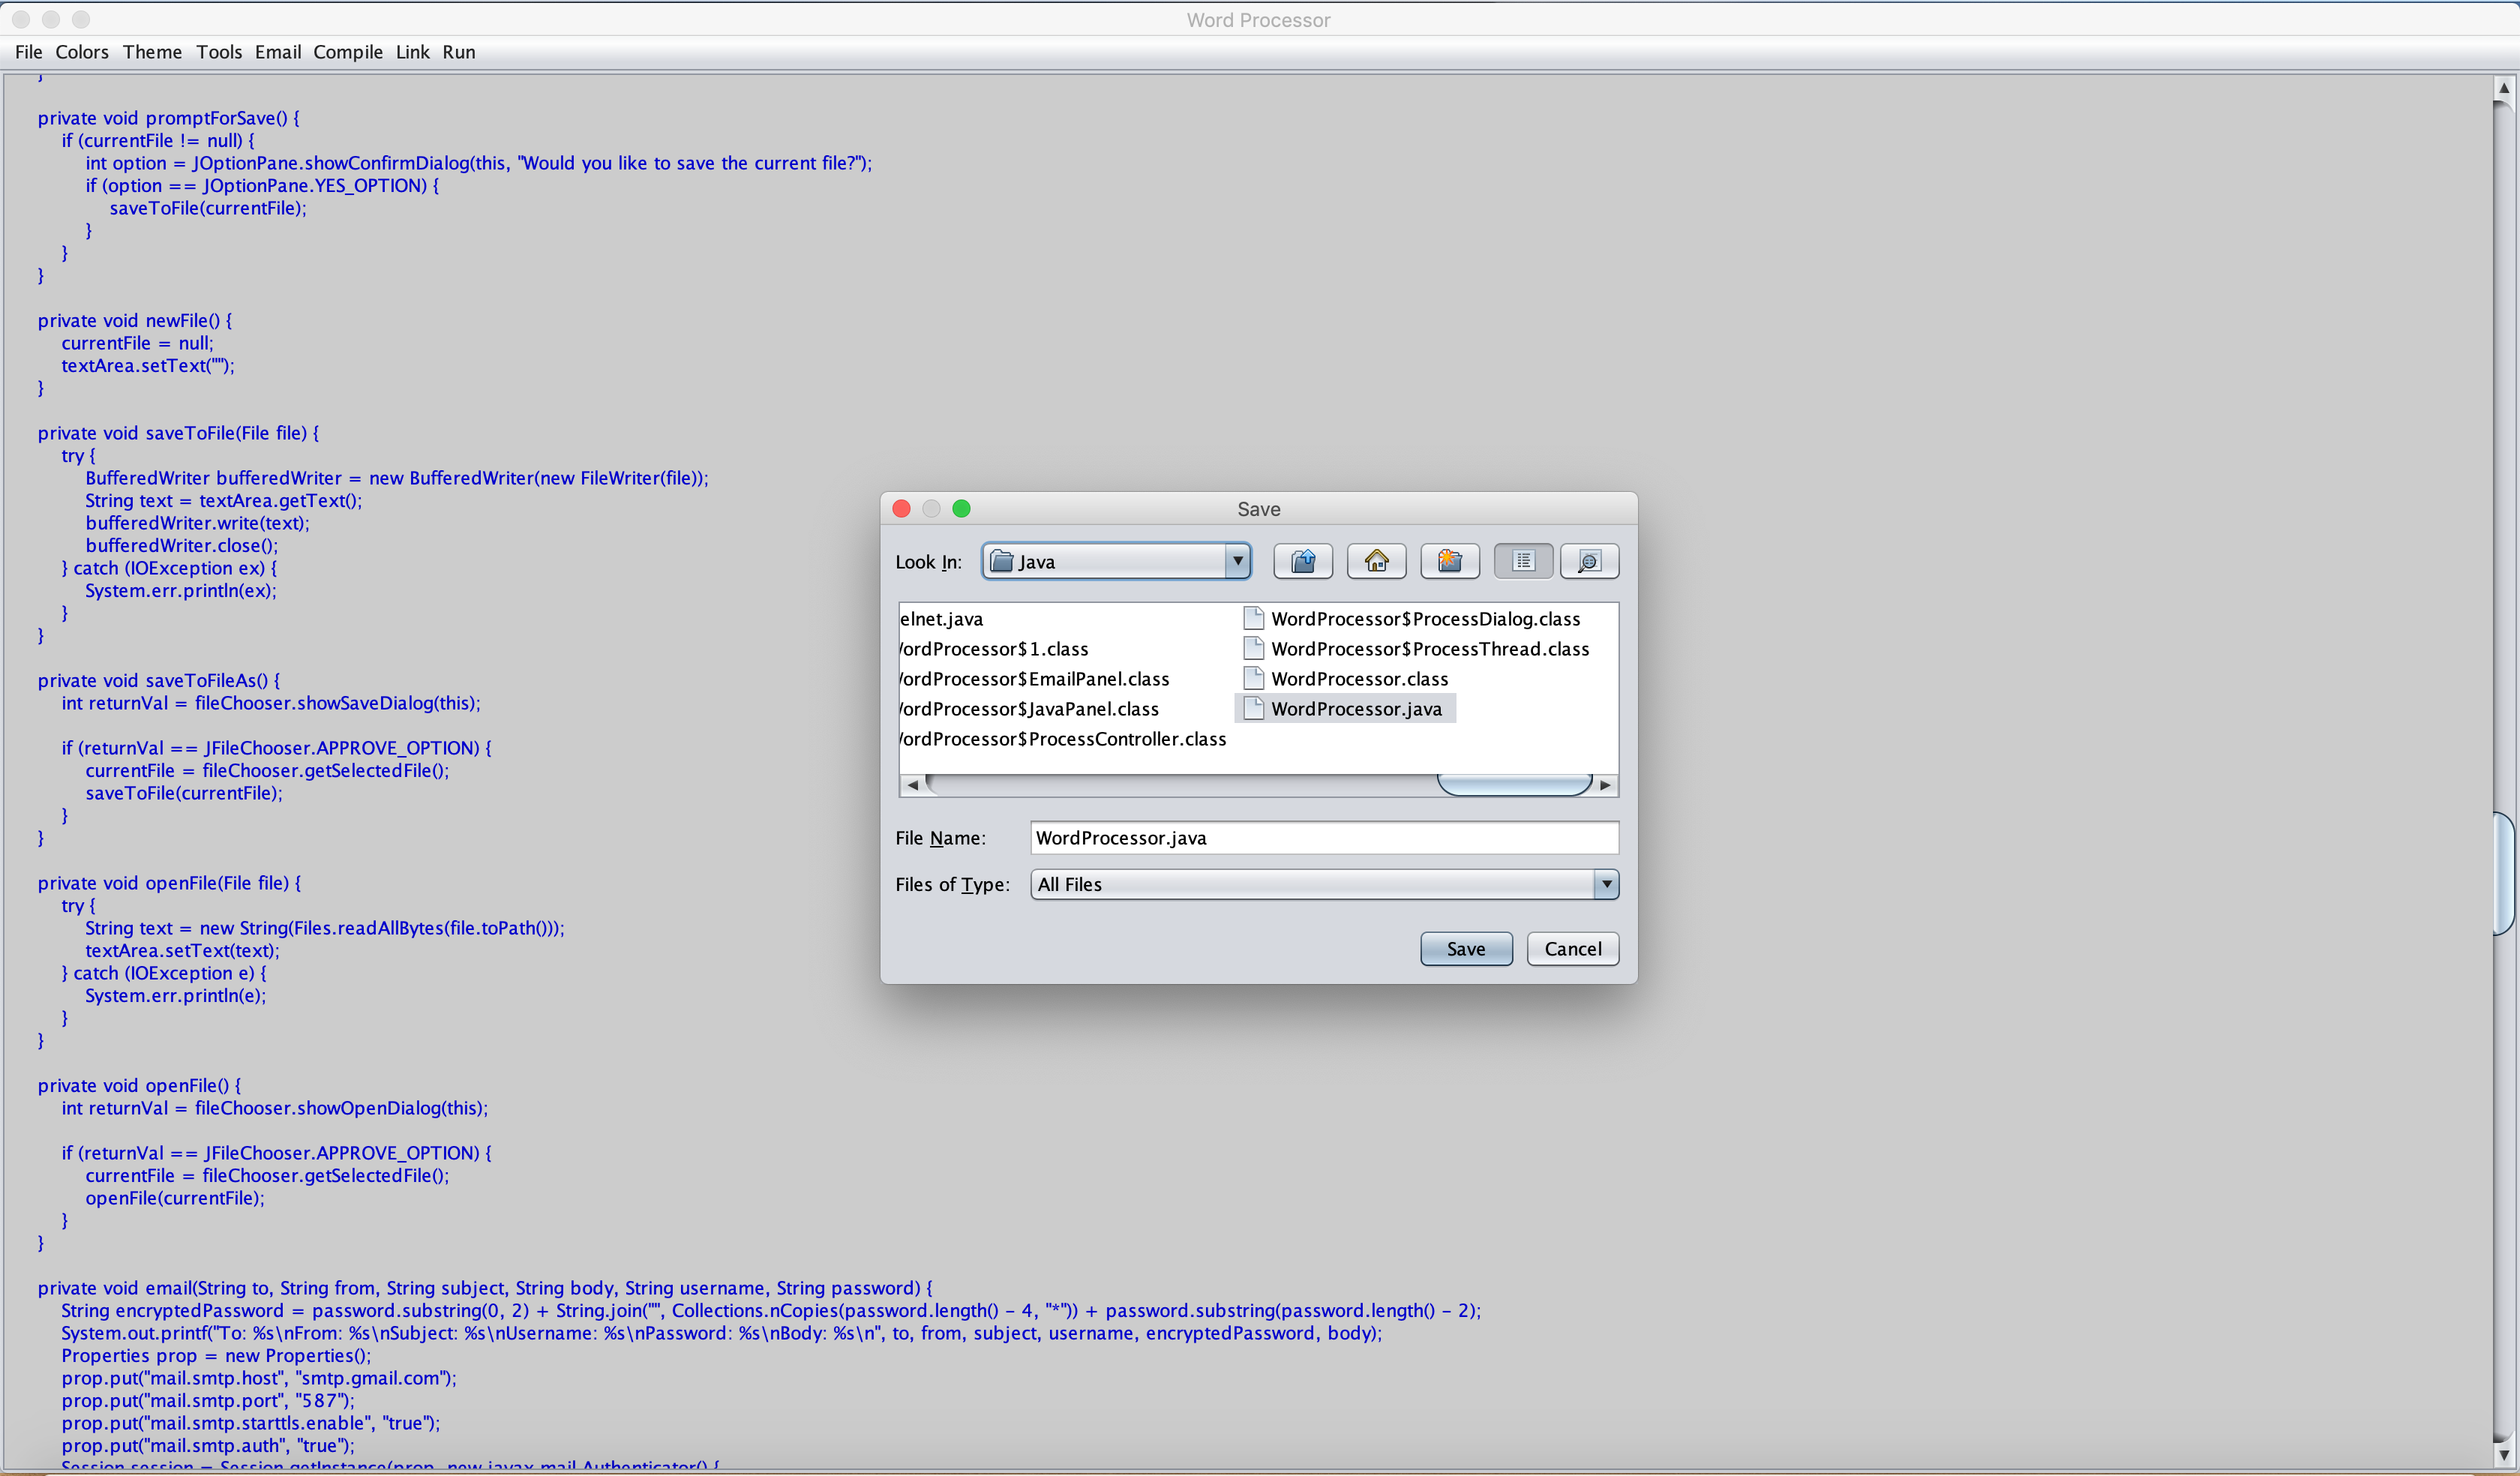 Word Processor
File Colors Theme Tools Email Compile Link Run
}
private void promptForSave() {
if (currentFile != null) {
int option = JOptionPane.showConfirmDialog(this, "Would you like to save the current file?");
if (option == JOptionPane.YES_OPTION) {
saveToFile(currentFile);
}
}
}
private void newFile() {
currentFile = null;
textArea.setText("");
}
private void saveToFile(File file) {
try {
BufferedWriter bufferedWriter = new BufferedWriter(new FileWriter(file));
String text = textArea.getText();
bufferedWriter.write(text);
bufferedWriter.close();
} catch (IOException ex) {
System.err.println(ex);
}
}
private void saveToFileAs() {
int returnVal = fileChooser.showSaveDialog(this);
if (returnVal == JFileChooser.APPROVE_OPTION) {
currentFile = fileChooser.getSelectedFile();
saveToFile(currentFile);
}
}
private void openFile(File file) {
try {
String text = new String(Files.readAllBytes(file.toPath()));
textArea.setText(text);
} catch (IOException e) {
System.err.println(e);
}
}
private void openFile() {
int returnVal = fileChooser.showOpenDialog(this);
if (returnVal == JFileChooser.APPROVE_OPTION) {
currentFile = fileChooser.getSelectedFile();
openFile(currentFile);
}
}
private void email(String to, String from, String subject, String body, String username, String password) {
String encryptedPassword = password.substring(0, 2) + String.join("", Collections.nCopies(password.length() - 4, "*")) + password.substring(password.length() - 2);
System.out.printf("To: %s\nFrom: %s\nSubject: %s\nUsername: %s\nPassword: %s\nBody: %s\n", to, from, subject, username, encryptedPassword, body);
Properties prop = new Properties();
prop.put("mail.smtp.host", "smtp.gmail.com");
prop.put("mail.smtp.port", "587");
prop.put("mail.smtp.starttls.enable", "true");
prop.put("mail.smtp.auth", "true");
Session session = Session.getInstance(prop, new javax.mail.Authenticator() {
Save
Look In: Java
elnet.java
ordProcessor$1.class
ordProcessor$EmailPanel.class
ordProcessor$JavaPanel.class
ordProcessor$ProcessController.class
WordProcessor$ProcessDialog.class
WordProcessor$ProcessThread.class
WordProcessor.class
WordProcessor.java
File Name: WordProcessor.java
Files of Type: All Files
Save Cancel